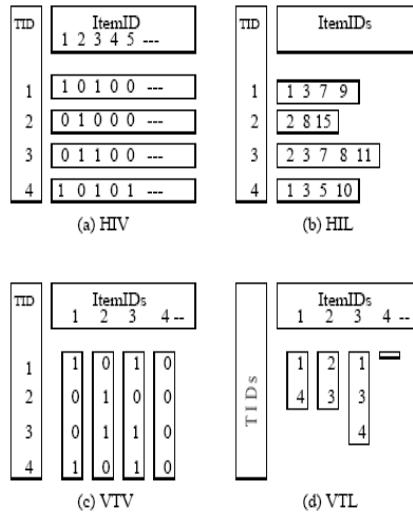 TID ItemID
1 2 3 4 5 ---
1 1 0 1 0 0 ---
2 0 1 0 0 0 ---
3 0 1 1 0 0 ---
4 1 0 1 0 1 ---
(a) HIV
TID ItemIDs
1 1 3 7 9
2 2 8 15
3 2 3 7 8 11
4 1 3 5 10
(b) HIL
TID ItemIDs
1 2 3 4 --
1 1 0 1 0
2 0 1 0 0
3 0 1 1 0
4 1 0 1 0
(c) VTV
TIDs
ItemIDs
1 2 3 4 --
1 2 1
4 3 3
4
(d) VTL